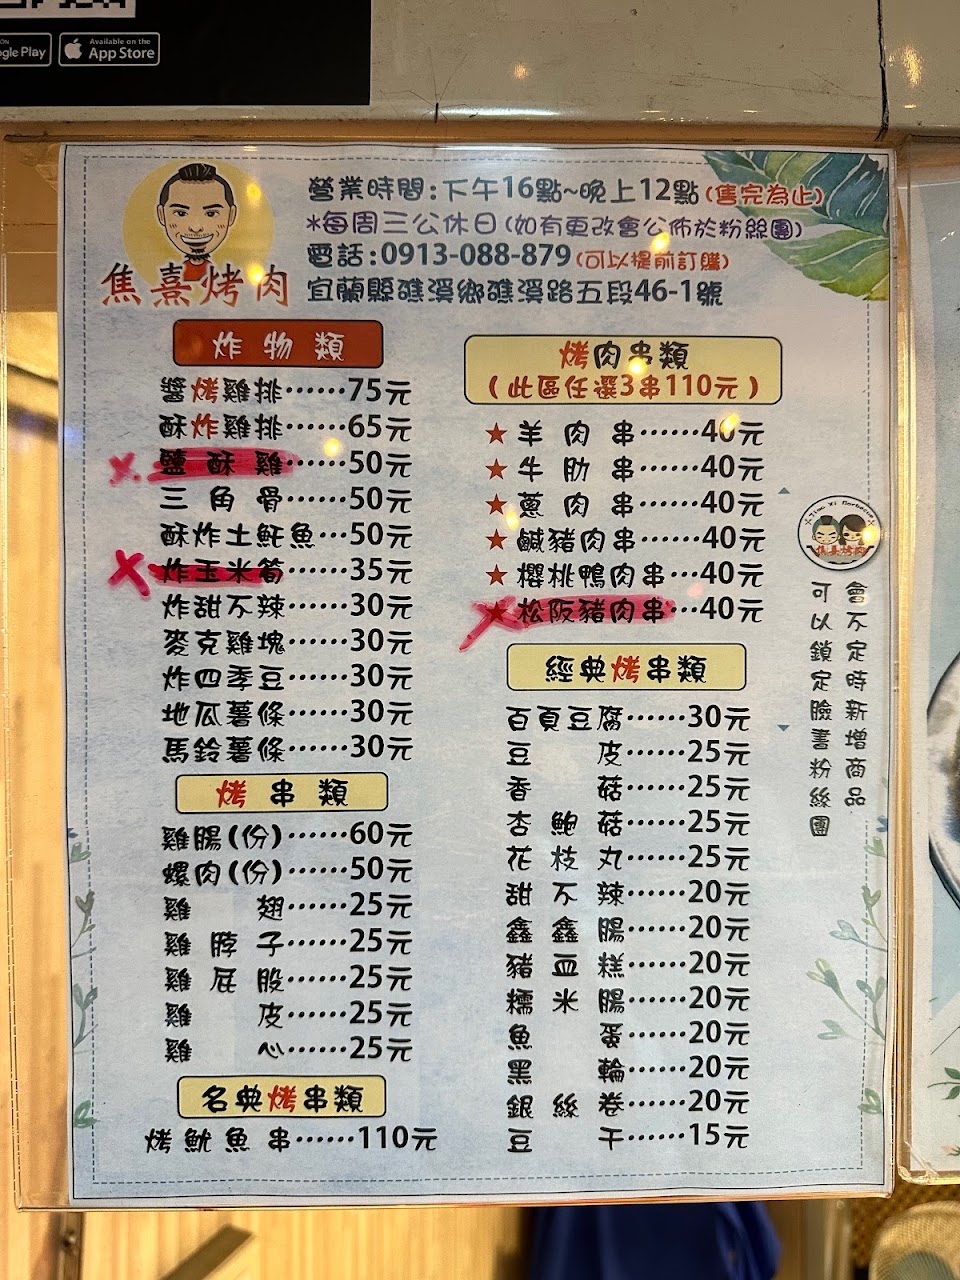 Google Play
Available on the
App Store
焦熹烤肉
營業時間:下午16點~晚上12點(售完為止)
*每周三公休日(如有更改會公佈於粉絲團)
電話:0913-088-879(可以提前訂購)
宜蘭縣礁溪鄉礁溪路五段46-1號
炸物類
醬烤雞排……75元
酥炸雞排……65元
鹽酥雞……50元
三角骨……50元
酥炸土魠魚…50元
炸玉米筍……35元
炸甜不辣……30元
麥克雞塊……30元
炸四季豆……30元
地瓜薯條……30元
馬鈴薯條……30元
烤串類
雞腸(份)……60元
螺肉(份)……50元
雞翅……25元
雞脖子……25元
雞屁股……25元
雞皮……25元
雞心……25元
名典烤串類
烤魷魚串……110元
烤肉串類
(此區任選3串110元)
★羊肉串……40元
★牛肋串……40元
★蔥肉串……40元
★鹹豬肉串……40元
★櫻桃鴨肉串…40元
★松阪豬肉串…40元
經典烤串類
百頁豆腐……30元
豆皮……25元
香菇……25元
杏鮑菇……25元
花枝丸……25元
甜不辣……20元
鑫鑫腸……20元
豬血糕……20元
糯米腸……20元
魚蛋……20元
黑輪……20元
銀絲卷……20元
豆干……15元
焦熹烤肉
會不定時新增商品
可以鎖定臉書粉絲團